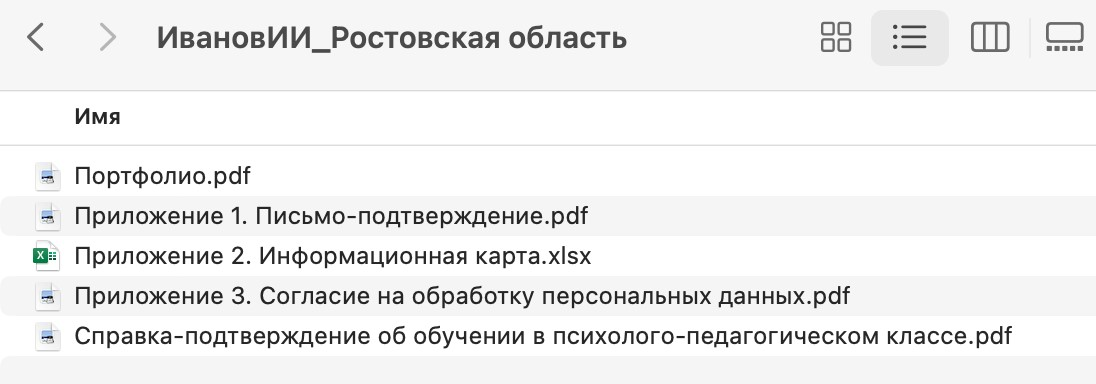 ИвановИИ_Ростовская область
Имя
Портфолио.pdf
Приложение 1. Письмо-подтверждение.pdf
Приложение 2. Информационная карта.xlsx
Приложение 3. Согласие на обработку персональных данных.pdf
Справка-подтверждение об обучении в психолого-педагогическом классе.pdf